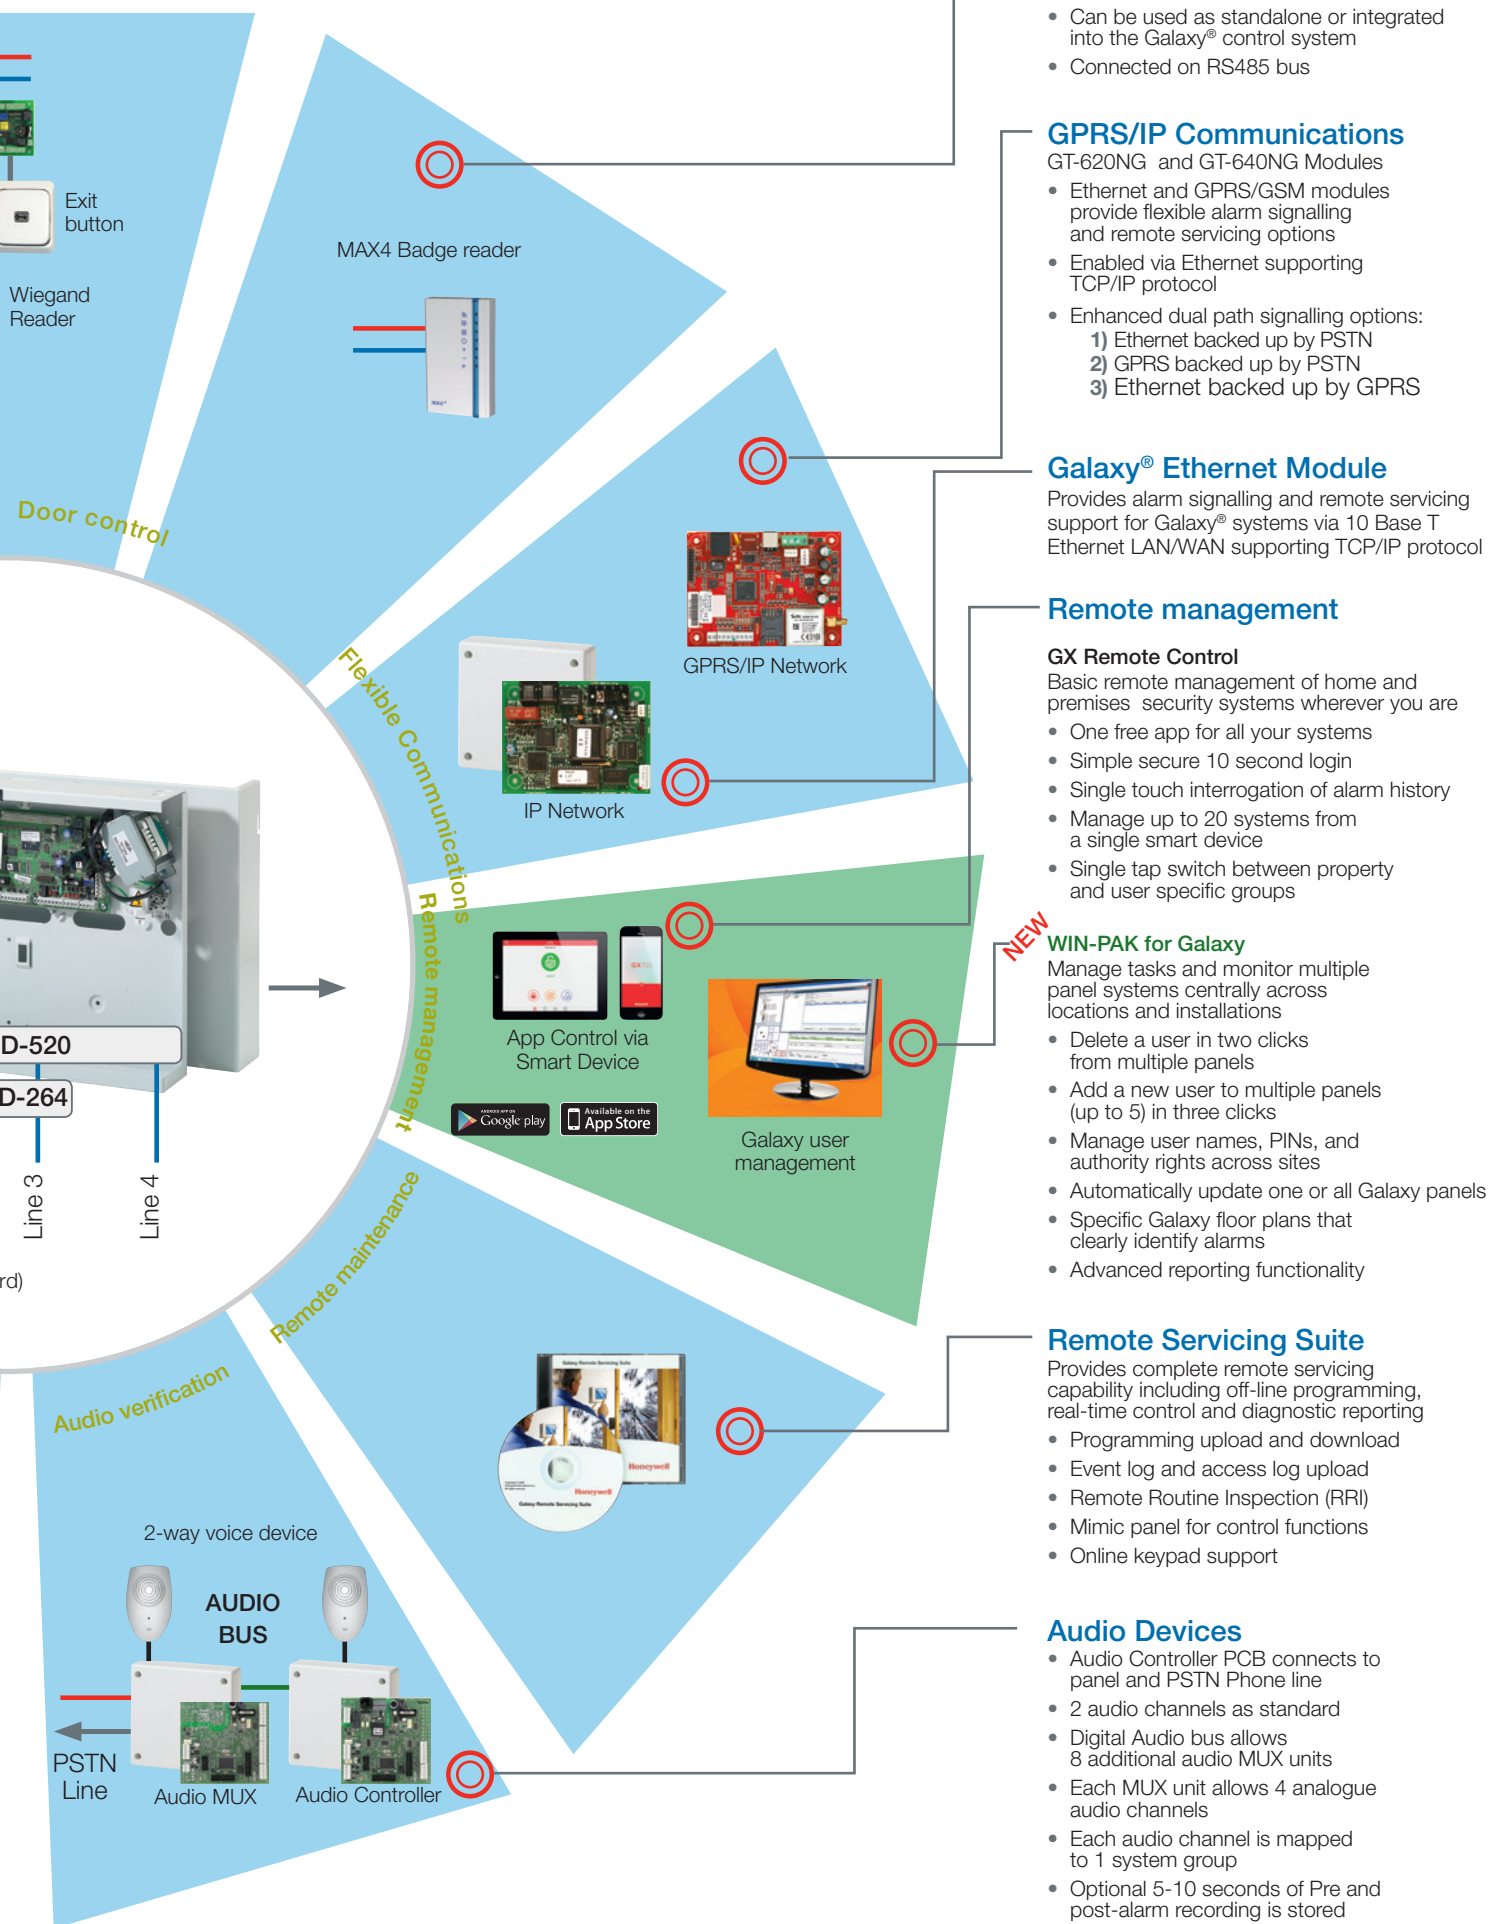 Exit
button
Wiegand
Reader
Door control
MAX4 Badge reader
MAX4
Flexible Communications
GPRS/IP Network
IP Network
Remote management
App Control via
Smart Device
ANDROID APP ON
Google play
Available on the
App Store
Galaxy user
management
D-520
D-264
Line 3
Line 4
rd)
Remote maintenance
Galaxy Remote Servicing Suite
Honeywell
Honeywell
Galaxy Remote Servicing Suite
Audio verification
2-way voice device
AUDIO
BUS
PSTN
Line
Audio MUX
Audio Controller
• Can be used as standalone or integrated
into the Galaxy® control system
• Connected on RS485 bus
GPRS/IP Communications
GT-620NG and GT-640NG Modules
• Ethernet and GPRS/GSM modules
provide flexible alarm signalling
and remote servicing options
• Enabled via Ethernet supporting
TCP/IP protocol
• Enhanced dual path signalling options:
1) Ethernet backed up by PSTN
2) GPRS backed up by PSTN
3) Ethernet backed up by GPRS
Galaxy® Ethernet Module
Provides alarm signalling and remote servicing
support for Galaxy® systems via 10 Base T
Ethernet LAN/WAN supporting TCP/IP protocol
Remote management
GX Remote Control
Basic remote management of home and
premises security systems wherever you are
• One free app for all your systems
• Simple secure 10 second login
• Single touch interrogation of alarm history
• Manage up to 20 systems from
a single smart device
• Single tap switch between property
and user specific groups
NEW
WIN-PAK for Galaxy
Manage tasks and monitor multiple
panel systems centrally across
locations and installations
• Delete a user in two clicks
from multiple panels
• Add a new user to multiple panels
(up to 5) in three clicks
• Manage user names, PINs, and
authority rights across sites
• Automatically update one or all Galaxy panels
• Specific Galaxy floor plans that
clearly identify alarms
• Advanced reporting functionality
Remote Servicing Suite
Provides complete remote servicing
capability including off-line programming,
real-time control and diagnostic reporting
• Programming upload and download
• Event log and access log upload
• Remote Routine Inspection (RRI)
• Mimic panel for control functions
• Online keypad support
Audio Devices
• Audio Controller PCB connects to
panel and PSTN Phone line
• 2 audio channels as standard
• Digital Audio bus allows
8 additional audio MUX units
• Each MUX unit allows 4 analogue
audio channels
• Each audio channel is mapped
to 1 system group
• Optional 5-10 seconds of Pre and
post-alarm recording is stored